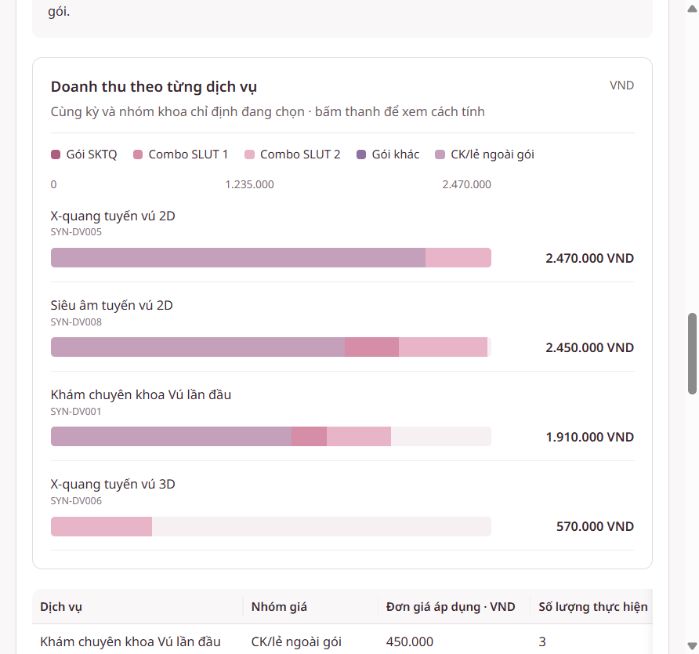 gói.
Doanh thu theo từng dịch vụ
VND
Cùng kỳ và nhóm khoa chỉ định đang chọn · bấm thanh để xem cách tính
Gói SKTQ Combo SLUT 1 Combo SLUT 2 Gói khác CK/lẻ ngoài gói
0 1.235.000 2.470.000
X-quang tuyến vú 2D
SYN-DV005
2.470.000 VND
Siêu âm tuyến vú 2D
SYN-DV008
2.450.000 VND
Khám chuyên khoa Vú lần đầu
SYN-DV001
1.910.000 VND
X-quang tuyến vú 3D
SYN-DV006
570.000 VND
Dịch vụ Nhóm giá Đơn giá áp dụng · VND Số lượng thực hiện
Khám chuyên khoa Vú lần đầu CK/lẻ ngoài gói 450.000 3